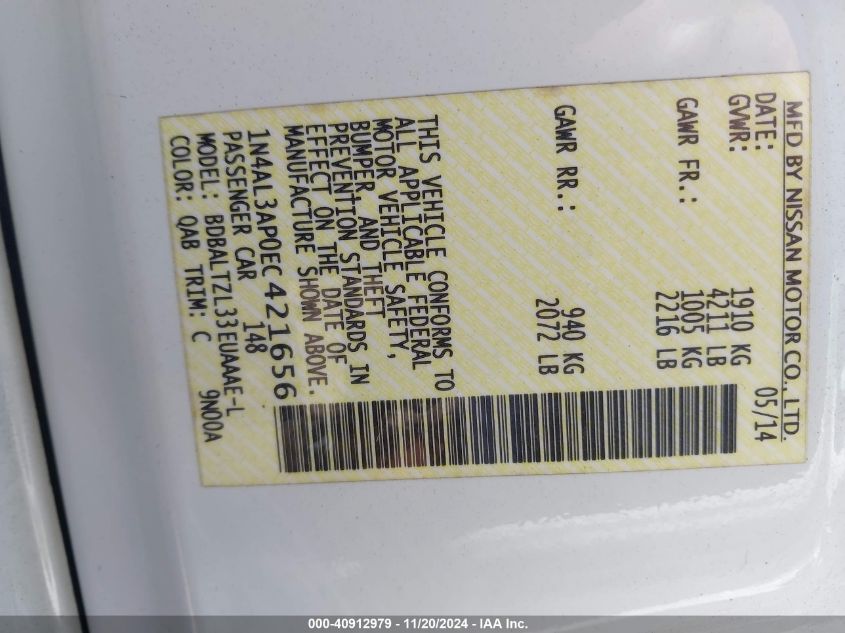 MFD BY NISSAN MOTOR CO., LTD.
DATE: 05/14
GVWR: 1910 KG
4211 LB
GAWR FR.: 1005 KG
2216 LB
GAWR RR.: 940 KG
2072 LB
THIS VEHICLE CONFORMS TO
ALL APPLICABLE FEDERAL
MOTOR VEHICLE SAFETY,
BUMPER, AND THEFT
PREVENTION STANDARDS IN
EFFECT ON THE DATE OF
MANUFACTURE SHOWN ABOVE.
1N4AL3AP0EC421656
PASSENGER CAR 148
MODEL: BDBALTZL33EUAAAE-L
COLOR: QAB TRIM: C 9N00A
000-40912979 - 11/20/2024 - IAA Inc.